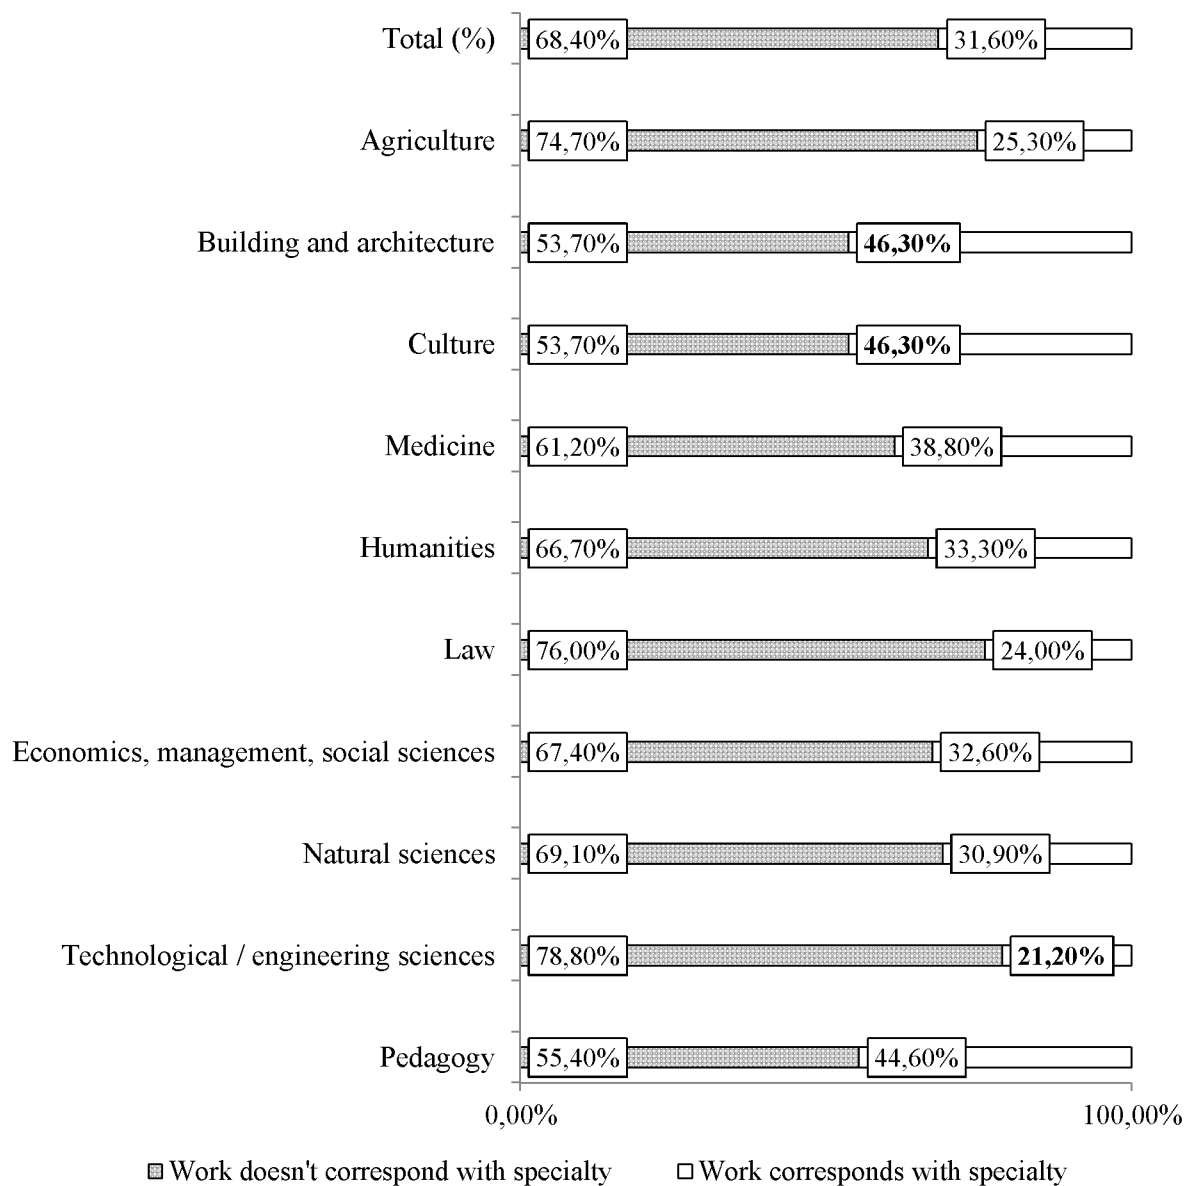 Total (%) 68,40% 31,60%
Agriculture 74,70% 25,30%
Building and architecture 53,70% 46,30%
Culture 53,70% 46,30%
Medicine 61,20% 38,80%
Humanities 66,70% 33,30%
Law 76,00% 24,00%
Economics, management, social sciences 67,40% 32,60%
Natural sciences 69,10% 30,90%
Technological / engineering sciences 78,80% 21,20%
Pedagogy 55,40% 44,60%
0,00% 100,00%
Work doesn't correspond with specialty Work corresponds with specialty